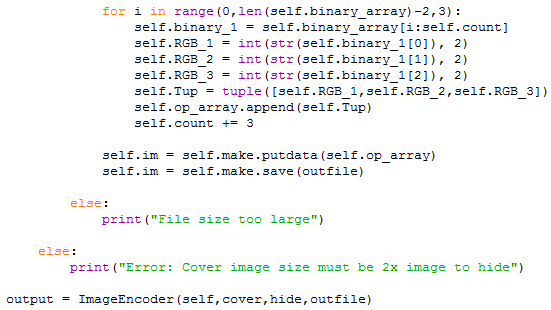 for i in range(0,len(self.binary_array)-2,3):
self.binary_1 = self.binary_array[i:self.count]
self.RGB_1 = int(str(self.binary_1[0]), 2)
self.RGB_2 = int(str(self.binary_1[1]), 2)
self.RGB_3 = int(str(self.binary_1[2]), 2)
self.Tup = tuple([self.RGB_1,self.RGB_2,self.RGB_3])
self.op_array.append(self.Tup)
self.count += 3
self.im = self.make.putdata(self.op_array)
self.im = self.make.save(outfile)
else:
print("File size too large")
else:
print("Error: Cover image size must be 2x image to hide")
output = ImageEncoder(self,cover,hide,outfile)